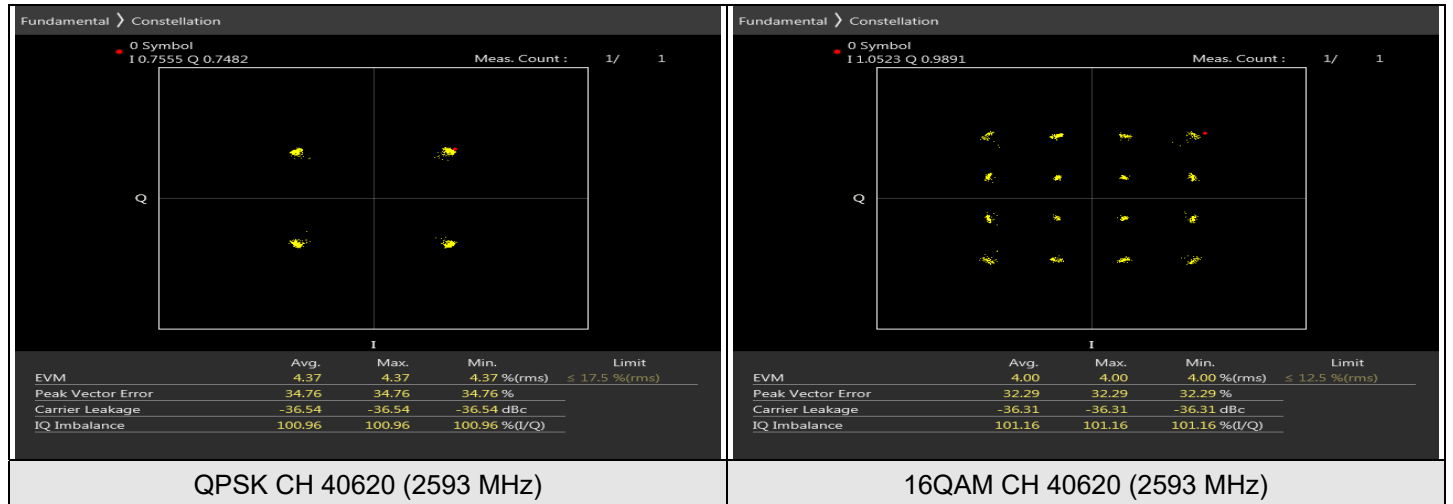 Fundamental ❯ Constellation
0 Symbol
I 0.7555 Q 0.7482 Meas. Count : 1/ 1
Q
I
Avg. Max. Min. Limit
EVM 4.37 4.37 4.37 %(rms) ≤ 17.5 %(rms)
Peak Vector Error 34.76 34.76 34.76 %
Carrier Leakage -36.54 -36.54 -36.54 dBc
IQ Imbalance 100.96 100.96 100.96 %(I/Q)
QPSK CH 40620 (2593 MHz)
Fundamental ❯ Constellation
0 Symbol
I 1.0523 Q 0.9891 Meas. Count : 1/ 1
Q
I
Avg. Max. Min. Limit
EVM 4.00 4.00 4.00 %(rms) ≤ 12.5 %(rms)
Peak Vector Error 32.29 32.29 32.29 %
Carrier Leakage -36.31 -36.31 -36.31 dBc
IQ Imbalance 101.16 101.16 101.16 %(I/Q)
16QAM CH 40620 (2593 MHz)